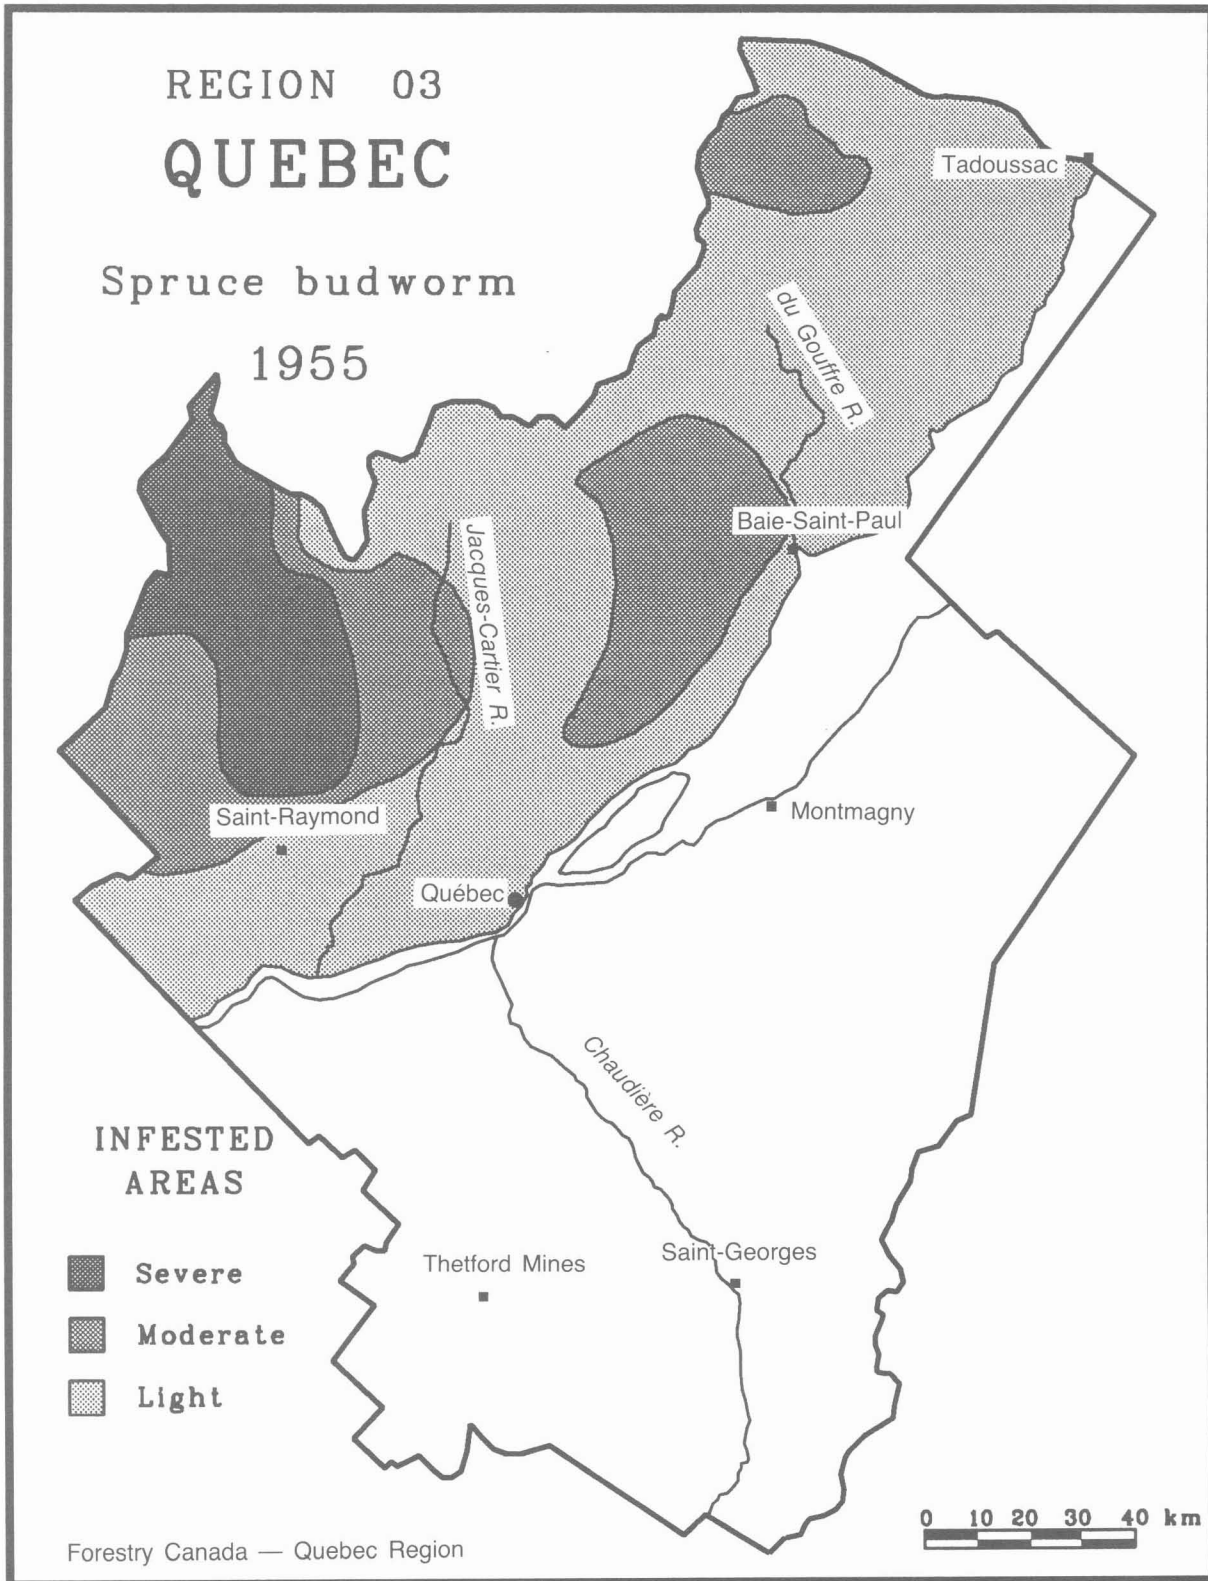 REGION 03
QUEBEC
Spruce budworm
1955
Tadoussac
du Gouffre R.
Baie-Saint-Paul
Jacques-Cartier R.
Saint-Raymond
Montmagny
Québec
Chaudière R.
INFESTED
AREAS
Severe
Moderate
Light
Thetford Mines
Saint-Georges
0 10 20 30 40 km
Forestry Canada — Quebec Region